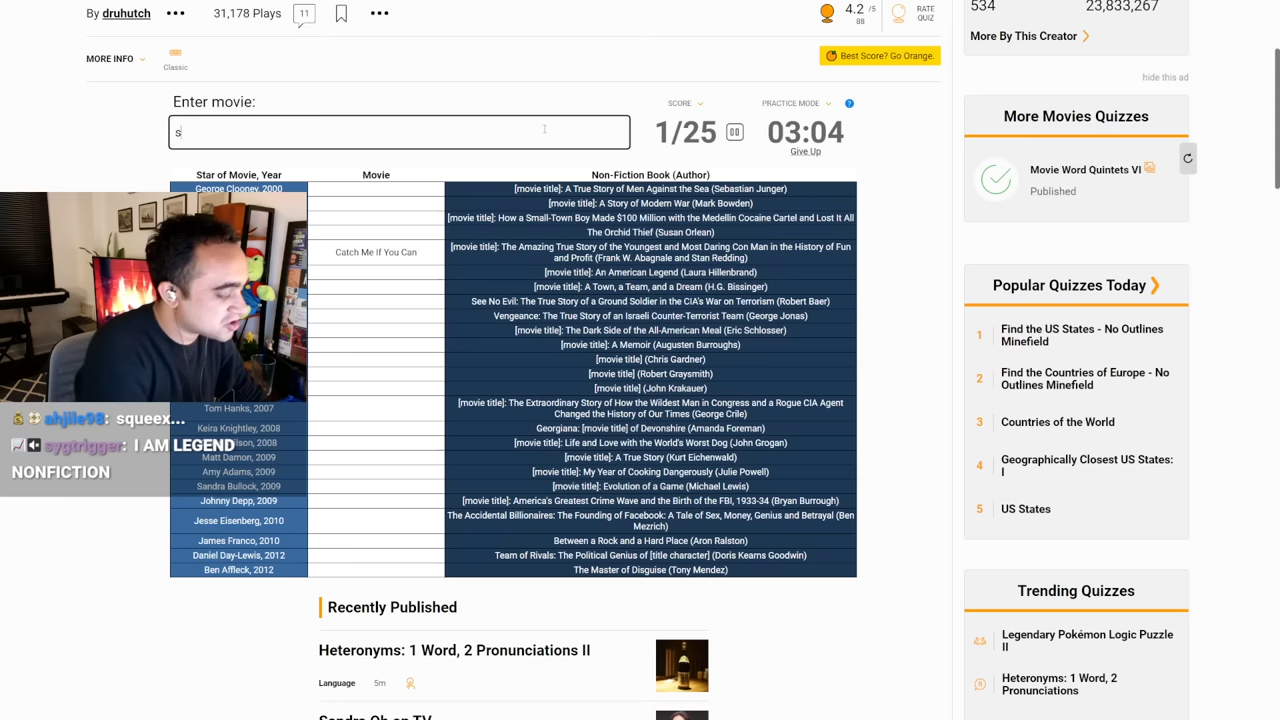 By druhutch ••• 31,178 Plays 11 •••
4.2 /5
88
RATE QUIZ
MORE INFO
Classic
Best Score? Go Orange.
Enter movie:
s
SCORE
1/25
PRACTICE MODE
?
03:04
Give Up
Star of Movie, Year Movie Non-Fiction Book (Author)
George Clooney, 2000 [movie title]: A True Story of Men Against the Sea (Sebastian Junger)
[movie title]: A Story of Modern War (Mark Bowden)
[movie title]: How a Small-Town Boy Made $100 Million with the Medellin Cocaine Cartel and Lost It All
The Orchid Thief (Susan Orlean)
Catch Me If You Can [movie title]: The Amazing True Story of the Youngest and Most Daring Con Man in the History of Fun
and Profit (Frank W. Abagnale and Stan Redding)
[movie title]: An American Legend (Laura Hillenbrand)
[movie title]: A Town, a Team, and a Dream (H.G. Bissinger)
See No Evil: The True Story of a Ground Soldier in the CIA's War on Terrorism (Robert Baer)
Vengeance: The True Story of an Israeli Counter-Terrorist Team (George Jonas)
[movie title]: The Dark Side of the All-American Meal (Eric Schlosser)
[movie title]: A Memoir (Augusten Burroughs)
[movie title] (Chris Gardner)
[movie title] (Robert Graysmith)
[movie title] (John Krakauer)
Tom Hanks, 2007 [movie title]: The Extraordinary Story of How the Wildest Man in Congress and a Rogue CIA Agent
Changed the History of Our Times (George Crile)
Keira Knightley, 2008 Georgiana: [movie title] of Devonshire (Amanda Foreman)
2008 [movie title]: Life and Love with the World's Worst Dog (John Grogan)
Matt Damon, 2009 [movie title]: A True Story (Kurt Eichenwald)
Amy Adams, 2009 [movie title]: My Year of Cooking Dangerously (Julie Powell)
Sandra Bullock, 2009 [movie title]: Evolution of a Game (Michael Lewis)
Johnny Depp, 2009 [movie title]: America's Greatest Crime Wave and the Birth of the FBI, 1933-34 (Bryan Burrough)
Jesse Eisenberg, 2010 The Accidental Billionaires: The Founding of Facebook: A Tale of Sex, Money, Genius and Betrayal (Ben
Mezrich)
James Franco, 2010 Between a Rock and a Hard Place (Aron Ralston)
Daniel Day-Lewis, 2012 Team of Rivals: The Political Genius of [title character] (Doris Kearns Goodwin)
Ben Affleck, 2012 The Master of Disguise (Tony Mendez)
ahjile98: squeex...
sygtrigger: I AM LEGEND
NONFICTION
Recently Published
Heteronyms: 1 Word, 2 Pronunciations II
Language 5m
Sandra Oh on TV
534 23,833,267
More By This Creator
hide this ad
More Movies Quizzes
Movie Word Quintets VI
Published
Popular Quizzes Today
1 Find the US States - No Outlines
Minefield
2 Find the Countries of Europe - No
Outlines Minefield
3 Countries of the World
4 Geographically Closest US States:
I
5 US States
Trending Quizzes
Legendary Pokémon Logic Puzzle
II
Heteronyms: 1 Word, 2
Pronunciations